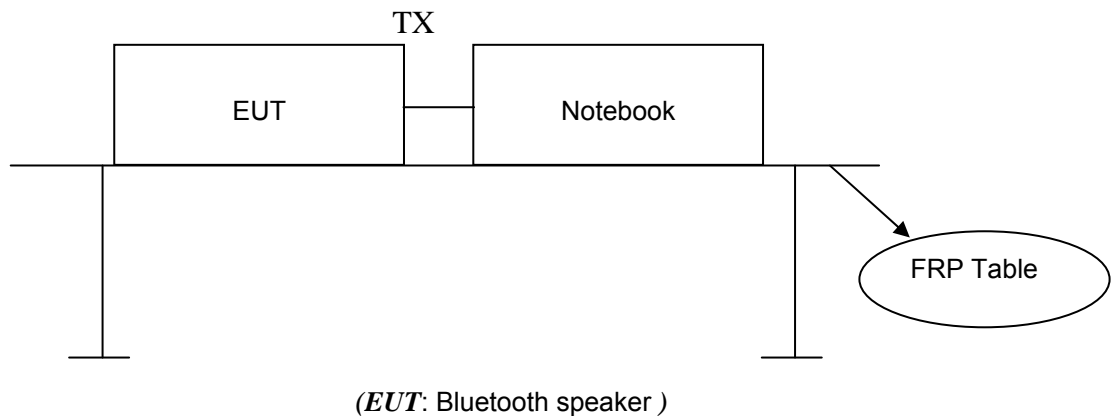 TX
EUT
Notebook
FRP Table
(EUT: Bluetooth speaker )